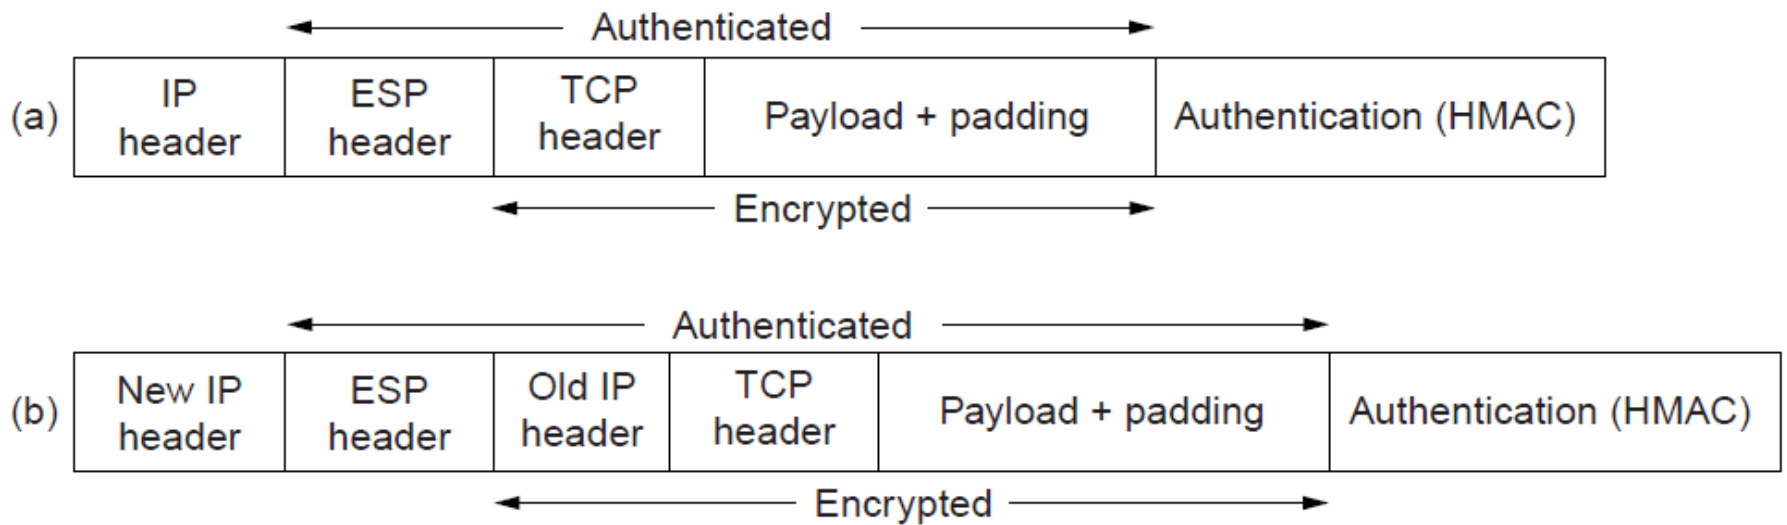 Authenticated
(a)
IP
header
ESP
header
TCP
header
Payload + padding
Authentication (HMAC)
Encrypted
Authenticated
(b)
New IP
header
ESP
header
Old IP
header
TCP
header
Payload + padding
Authentication (HMAC)
Encrypted